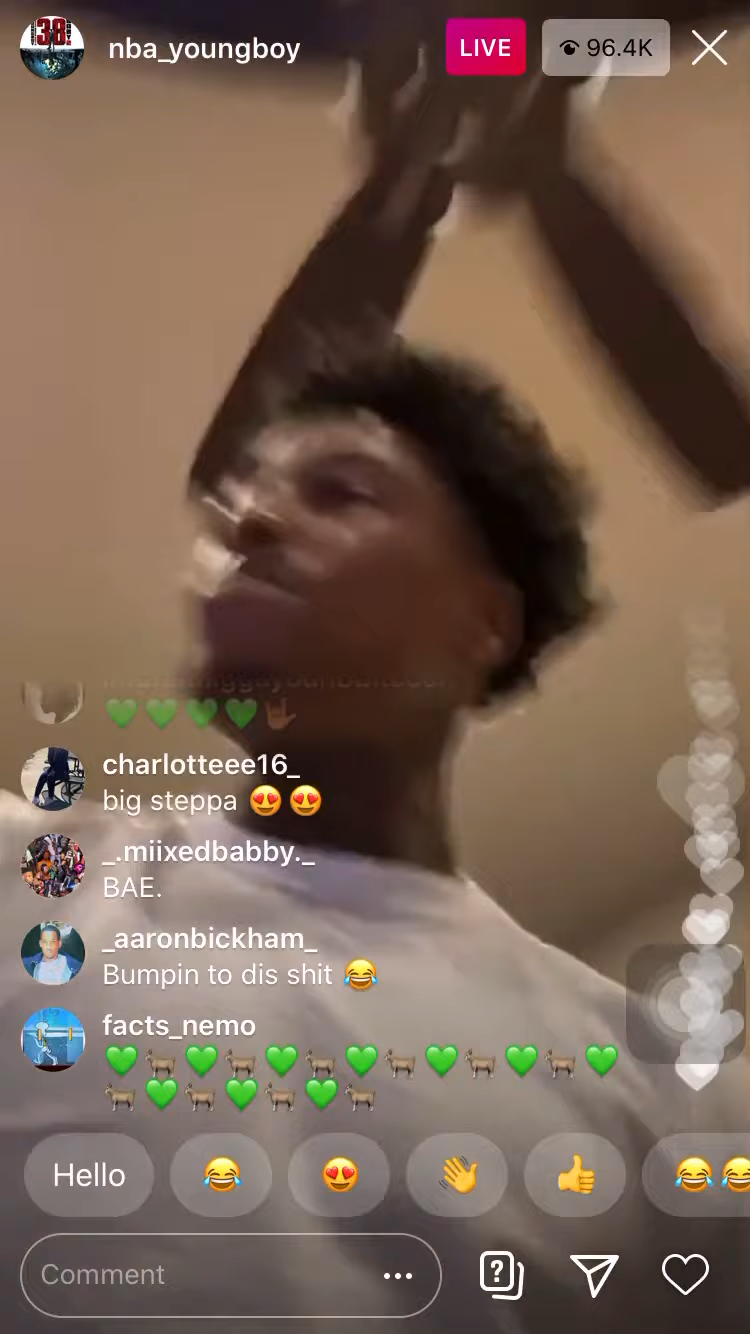 38
nba_youngboy
LIVE
96.4K
💚💚💚💚🤟🏾
charlotteee16_
big steppa 😍😍
_.miixedbabby._
BAE.
_aaronbickham_
Bumpin to dis shit 😂
facts_nemo
💚🐐💚🐐💚🐐💚🐐💚🐐💚🐐💚
🐐💚🐐💚🐐💚🐐
Hello 😂 😍 👋 👍 😂😂
Comment